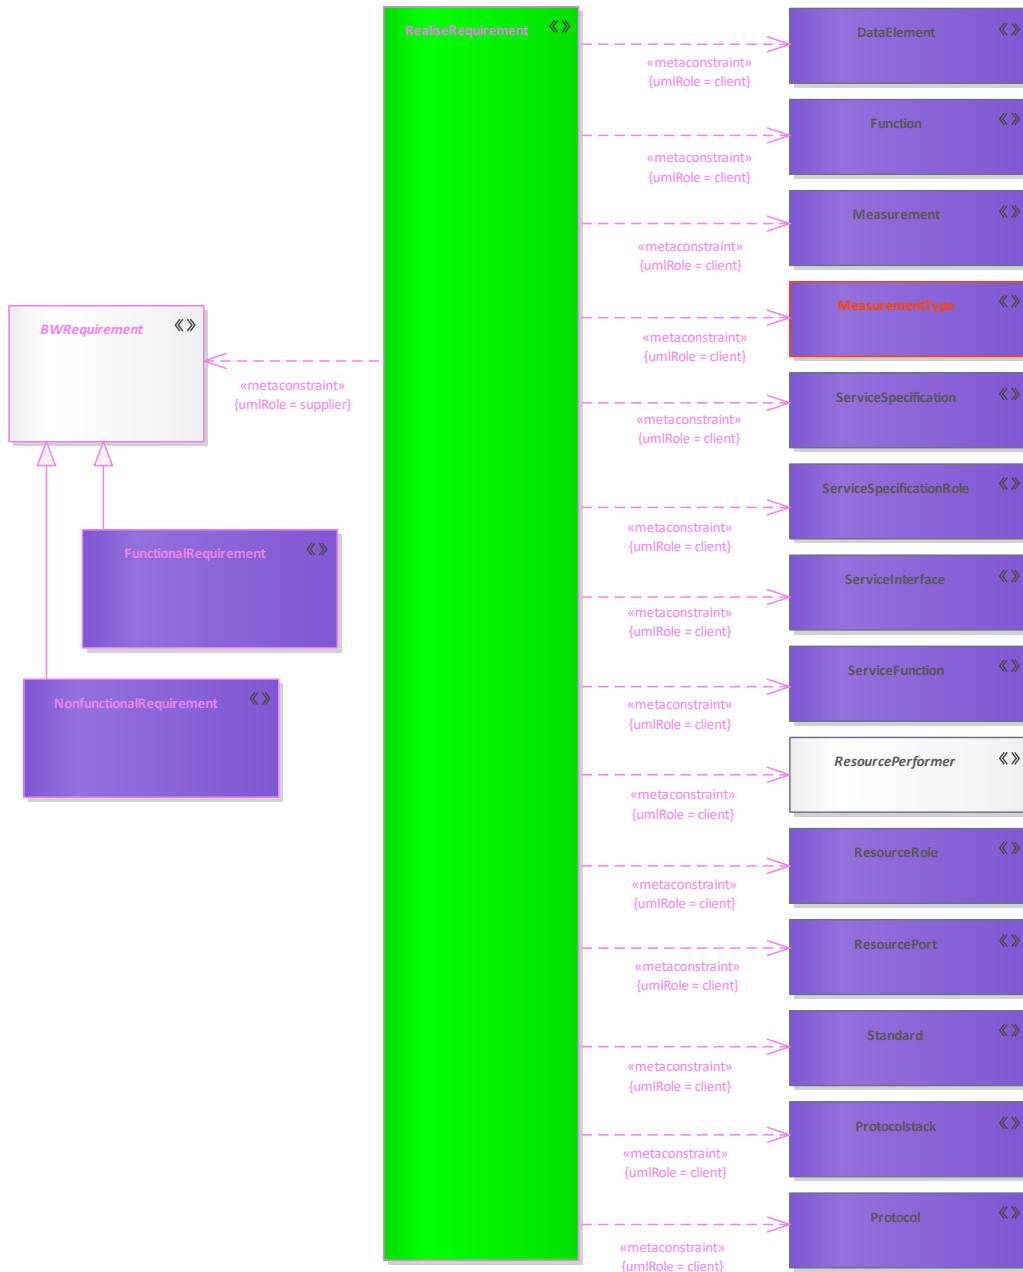 RealiseRequirement
DataElement
«metaconstraint»
{umlRole = client}
Function
«metaconstraint»
{umlRole = client}
Measurement
«metaconstraint»
{umlRole = client}
MeasurementType
«metaconstraint»
{umlRole = client}
BWRequirement
«metaconstraint»
{umlRole = supplier}
ServiceSpecification
«metaconstraint»
{umlRole = client}
ServiceSpecificationRole
«metaconstraint»
{umlRole = client}
FunctionalRequirement
ServiceInterface
«metaconstraint»
{umlRole = client}
ServiceFunction
«metaconstraint»
{umlRole = client}
NonfunctionalRequirement
ResourcePerformer
«metaconstraint»
{umlRole = client}
ResourceRole
«metaconstraint»
{umlRole = client}
ResourcePort
«metaconstraint»
{umlRole = client}
Standard
«metaconstraint»
{umlRole = client}
Protocolstack
«metaconstraint»
{umlRole = client}
Protocol
«metaconstraint»
{umlRole = client}